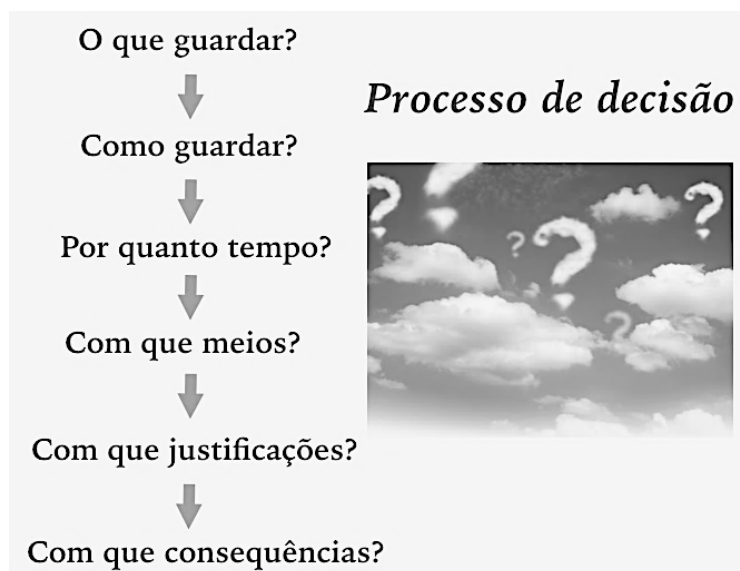 O que guardar?
Processo de decisão
Como guardar?
Por quanto tempo?
Com que meios?
Com que justificações?
Com que consequências?